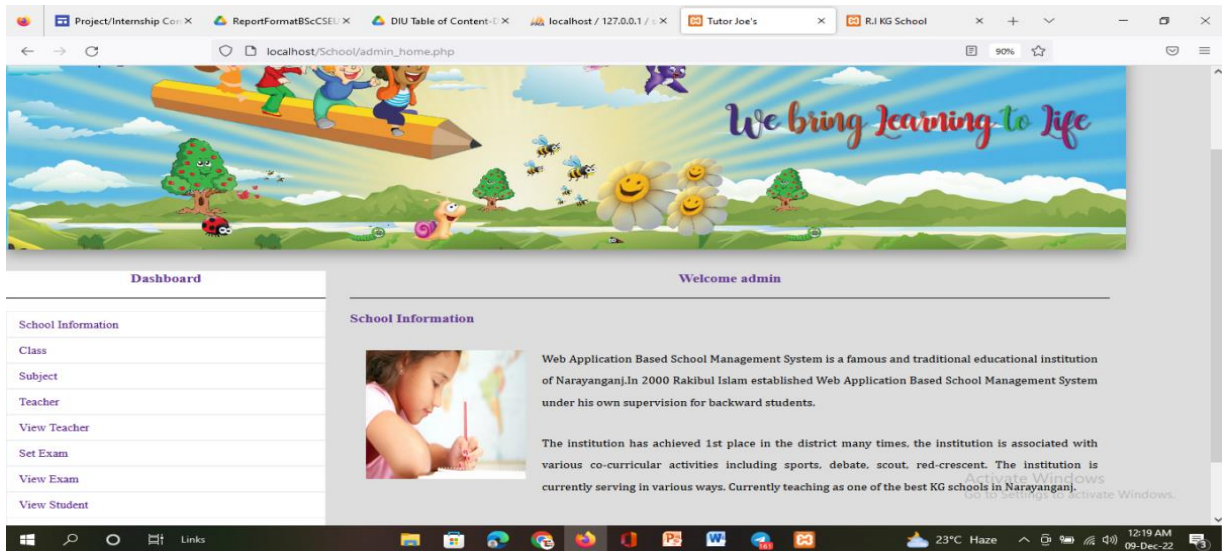 Project/Internship Con
ReportFormatBScCSEU
DIU Table of Content-D
localhost / 127.0.0.1 / s
Tutor Joe's
R.I KG School
localhost/School/admin_home.php
90%
We bring Learning to Life
Dashboard
School Information
Class
Subject
Teacher
View Teacher
Set Exam
View Exam
View Student
Welcome admin
School Information
Web Application Based School Management System is a famous and traditional educational institution
of Narayanganj.In 2000 Rakibul Islam established Web Application Based School Management System
under his own supervision for backward students.
The institution has achieved 1st place in the district many times, the institution is associated with
various co-curricular activities including sports, debate, scout, red-crescent. The institution is
currently serving in various ways. Currently teaching as one of the best KG schools in Narayanganj.
Activate Windows
Go to Settings to activate Windows.
Links
23°C Haze
12:19 AM
09-Dec-22